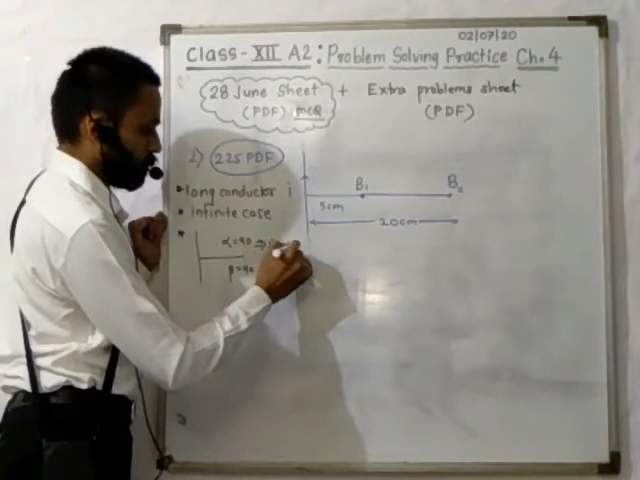 02/07/20
Class - XII A2 : Problem Solving Practice Ch. 4
28 June Sheet + Extra problems sheet
(PDF) mcq (PDF)
2) 225 PDF
• long conductor i
• Infinite case
B₁ B₂
5cm
20cm
α=90 ⇒
β=90